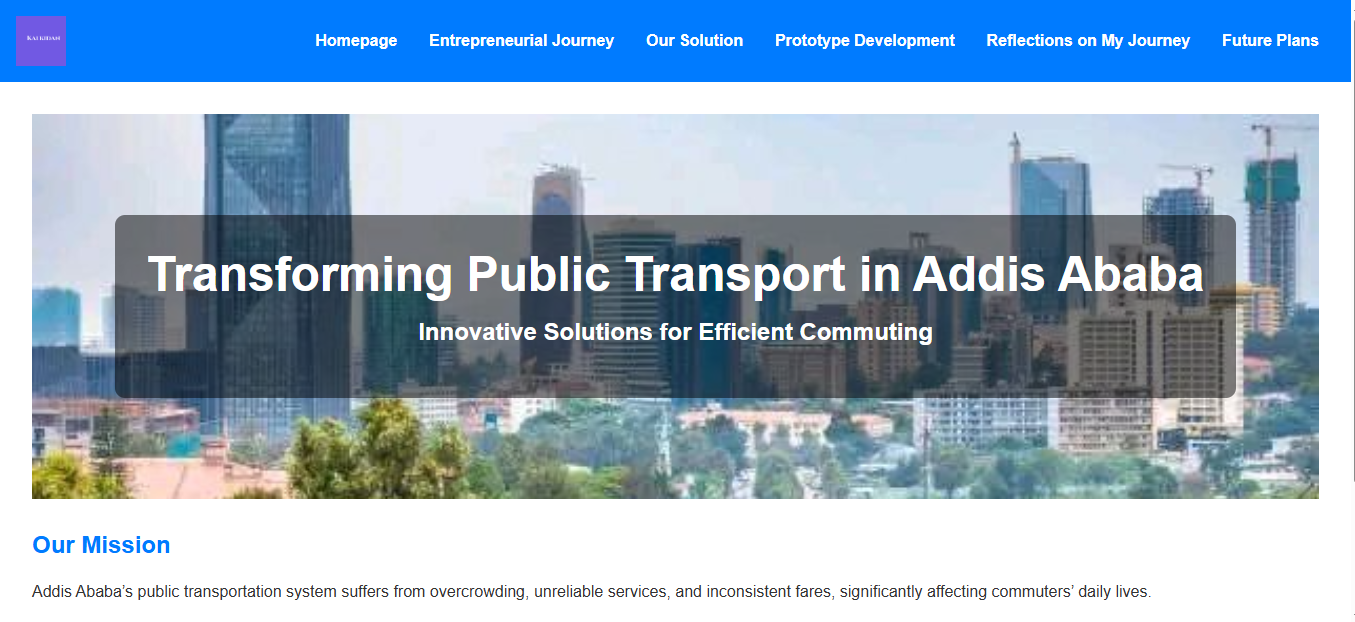 Homepage Entrepreneurial Journey Our Solution Prototype Development Reflections on My Journey Future Plans
Transforming Public Transport in Addis Ababa
Innovative Solutions for Efficient Commuting
Our Mission
Addis Ababa’s public transportation system suffers from overcrowding, unreliable services, and inconsistent fares, significantly affecting commuters’ daily lives.